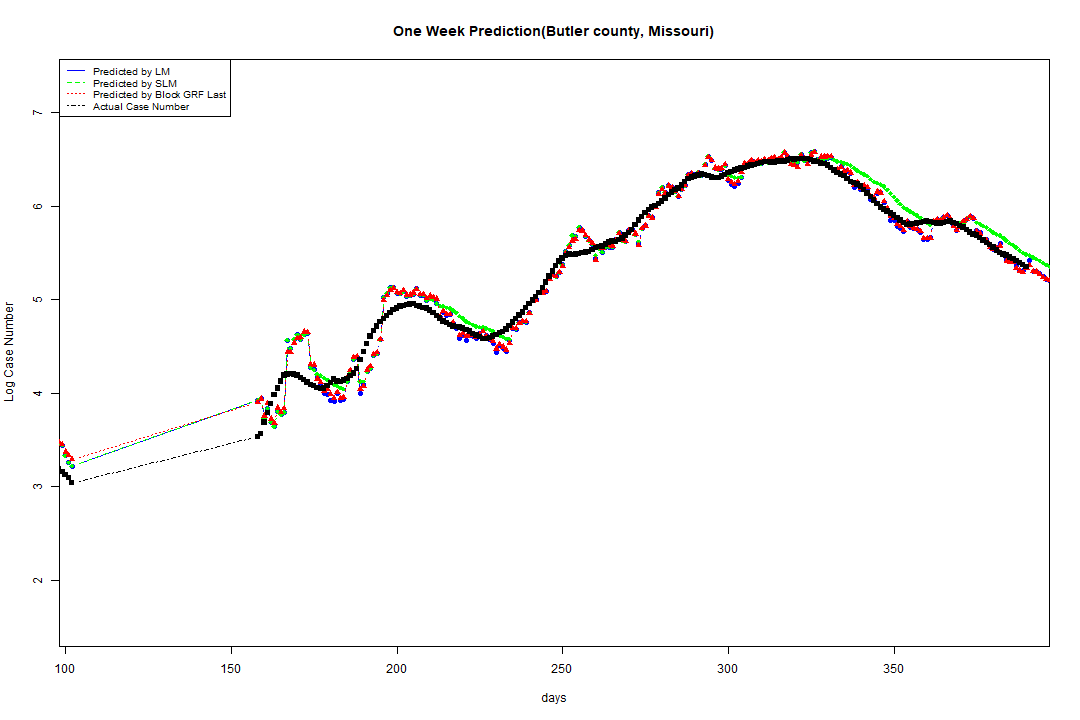 One Week Prediction(Butler county, Missouri)
Predicted by LM
Predicted by SLM
Predicted by Block GRF Last
Actual Case Number
7
6
5
4
3
2
Log Case Number
100 150 200 250 300 350
days